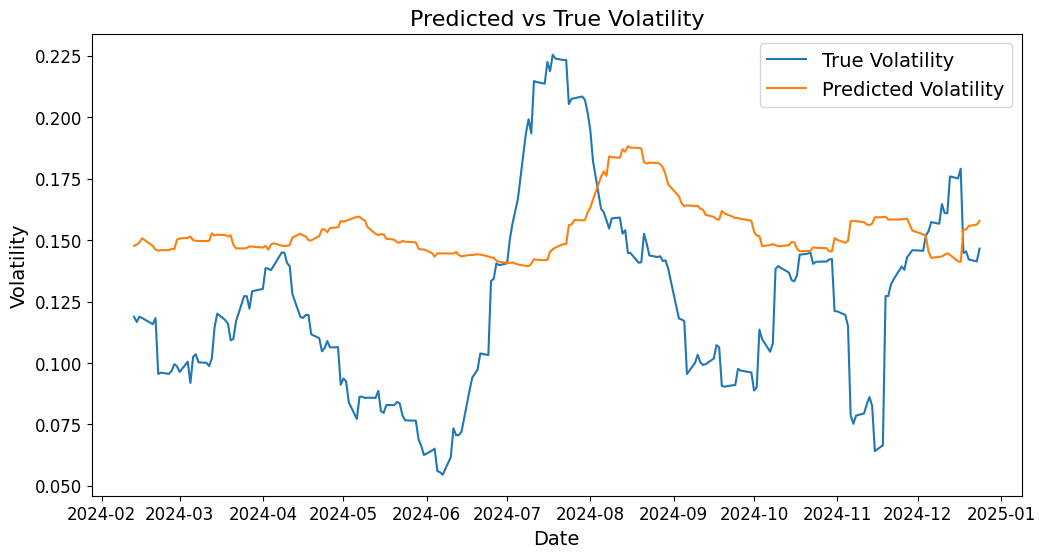 Predicted vs True Volatility
True Volatility
Predicted Volatility
Volatility
0.225
0.200
0.175
0.150
0.125
0.100
0.075
0.050
2024-02 2024-03 2024-04 2024-05 2024-06 2024-07 2024-08 2024-09 2024-10 2024-11 2024-12 2025-01
Date